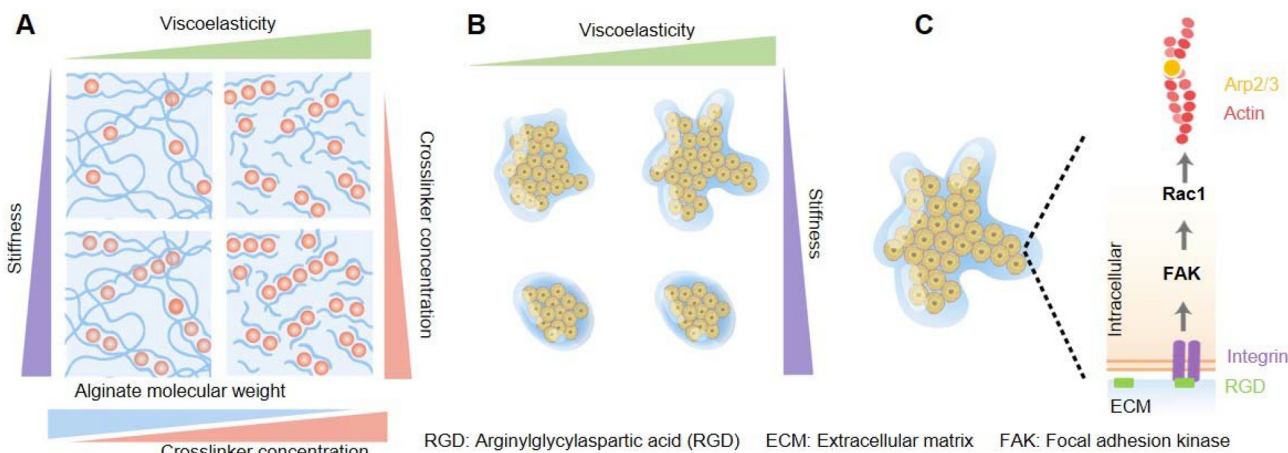 A
Viscoelasticity
Stiffness
Crosslinker concentration
Alginate molecular weight
Crosslinker concentration
B
Viscoelasticity
Stiffness
C
Arp2/3
Actin
Rac1
FAK
Intracellular
Integrin
RGD
ECM
RGD: Arginylglycylaspartic acid (RGD) ECM: Extracellular matrix FAK: Focal adhesion kinase